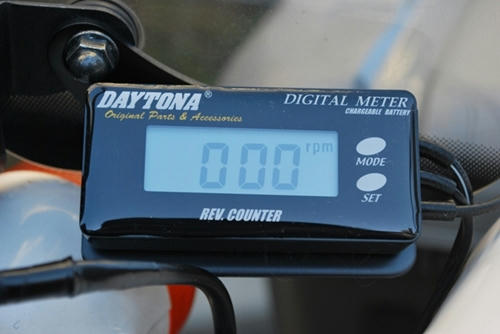 DAYTONA®
Original Parts & Accessories
DIGITAL METER
CHARGEABLE BATTERY
000 rpm
MODE
SET
REV. COUNTER